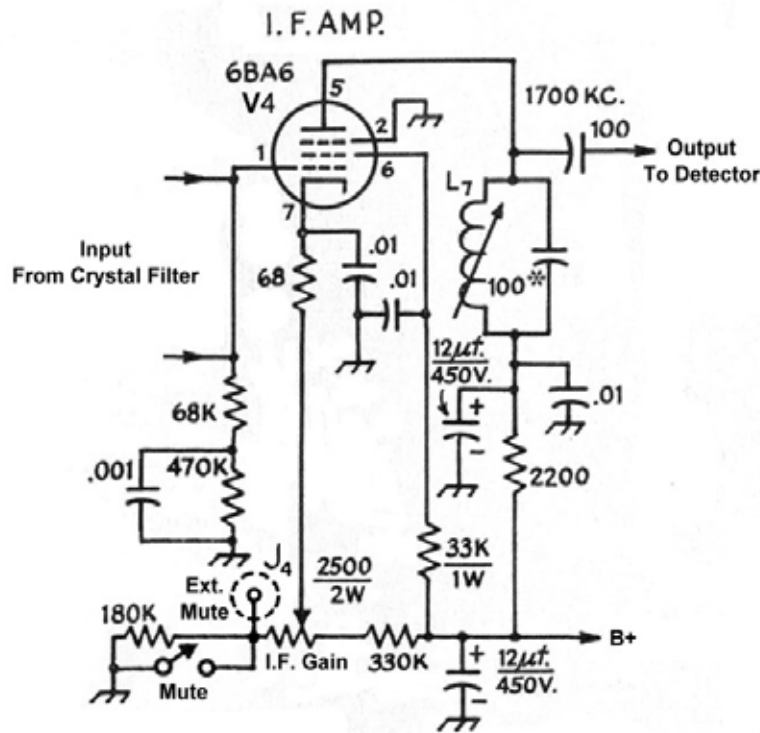 I.F. AMP.
6BA6
V4
5
2
1
6
7
1700 KC.
100
Output
To Detector
L7
Input
From Crystal Filter
68
.01
.01
100*
12μt.
450V.
+
-
.01
68K
.001
470K
2200
J4
Ext.
Mute
2500
2W
33K
1W
180K
I.F. Gain
330K
B+
Mute
+
12μt.
450V.
-